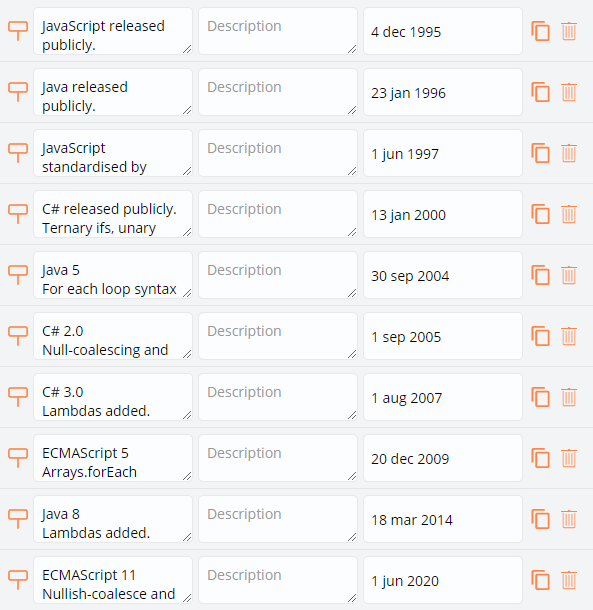 JavaScript released
publicly.
Description
4 dec 1995
Java released
publicly.
Description
23 jan 1996
JavaScript
standardised by
Description
1 jun 1997
C# released publicly.
Ternary ifs, unary
Description
13 jan 2000
Java 5
For each loop syntax
Description
30 sep 2004
C# 2.0
Null-coalescing and
Description
1 sep 2005
C# 3.0
Lambdas added.
Description
1 aug 2007
ECMAScript 5
Arrays.forEach
Description
20 dec 2009
Java 8
Lambdas added.
Description
18 mar 2014
ECMAScript 11
Nullish-coalesce and
Description
1 jun 2020